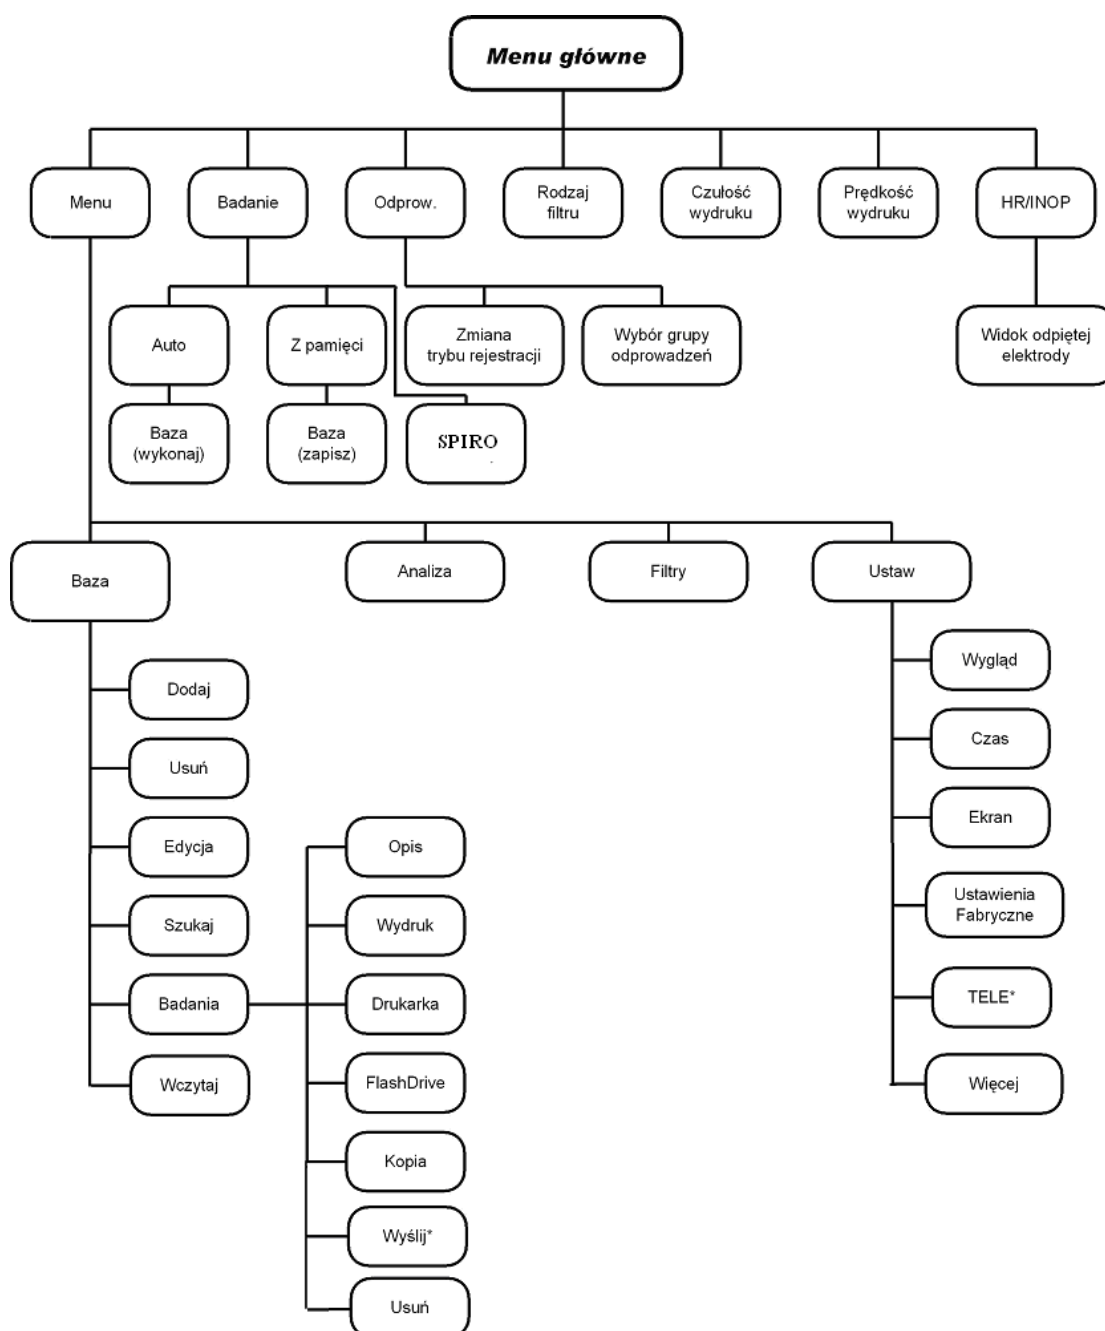 Menu główne
Menu
Badanie
Odprow.
Rodzaj
filtru
Czułość
wydruku
Prędkość
wydruku
HR/INOP
Auto
Z pamięci
Zmiana
trybu rejestracji
Wybór grupy
odprowadzeń
Widok odpiętej
elektrody
Baza
(wykonaj)
Baza
(zapisz)
SPIRO
Baza
Analiza
Filtry
Ustaw
Dodaj
Usuń
Edycja
Szukaj
Badania
Wczytaj
Opis
Wydruk
Drukarka
FlashDrive
Kopia
Wyślij*
Usuń
Wygląd
Czas
Ekran
Ustawienia
Fabryczne
TELE*
Więcej